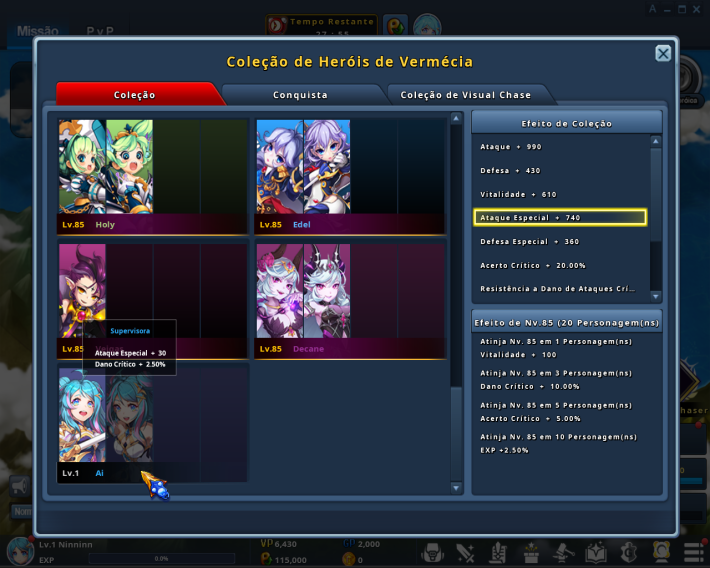 A
Missão
PvP
Tempo Restante
Coleção de Heróis de Vermécia
Coleção
Conquista
Coleção de Visual Chase
Lv.85 Holy
Lv.85 Edel
Lv.85
Lv.85 Decane
Supervisora
Ataque Especial + 30
Dano Crítico + 2.50%
Lv.1 Ai
Efeito de Coleção
Ataque + 990
Defesa + 430
Vitalidade + 610
Ataque Especial + 740
Defesa Especial + 360
Acerto Crítico + 20.00%
Resistência a Dano de Ataques Crí...
Efeito de Nv.85 (20 Personagem(ns)
Atinja Nv. 85 em 1 Personagem(ns)
Vitalidade + 100
Atinja Nv. 85 em 3 Personagem(ns)
Dano Crítico + 10.00%
Atinja Nv. 85 em 5 Personagem(ns)
Acerto Crítico + 5.00%
Atinja Nv. 85 em 10 Personagem(ns)
EXP +2.50%
Lv.1 Ninninn
EXP
0.0%
VP 6,430
2,000
115,000
0